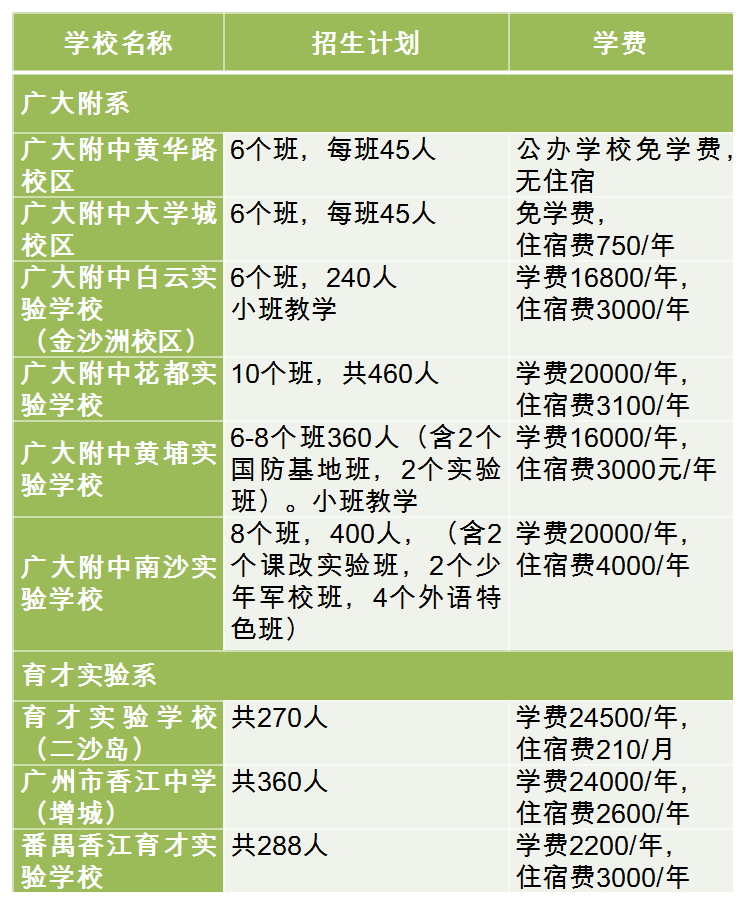 学校名称 招生计划 学费
广大附系
广大附中黄华路 6个班，每班45人 公办学校免学费，
校区 无住宿
广大附中大学城 6个班，每班45人 免学费，
校区 住宿费750/年
广大附中白云实 6个班，240人 学费16800/年，
验学校 小班教学 住宿费3000/年
（金沙洲校区）
广大附中花都实 10个班，共460人 学费20000/年，
验学校 住宿费3100/年
广大附中黄埔实 6-8个班360人（含2个 学费16000/年，
验学校 国防基地班，2个实验 住宿费3000元/年
班）。小班教学
广大附中南沙实 8个班，400人，（含2 学费20000/年，
验学校 个课改实验班，2个少 住宿费4000/年
年军校班，4个外语特
色班）
育才实验系
育才实验学校 共270人 学费24500/年，
（二沙岛） 住宿费210/月
广州市香江中学 共360人 学费24000/年，
（增城） 住宿费2600/年
番禺香江育才实 共288人 学费2200/年，
验学校 住宿费3000/年